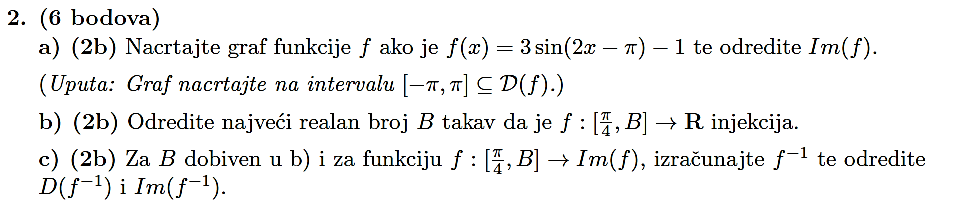 2. (6 bodova)
a) (2b) Nacrtajte graf funkcije f ako je f(x) = 3 sin(2x − π) − 1 te odredite Im(f).
(Uputa: Graf nacrtajte na intervalu [−π, π] ⊆ D(f).)
b) (2b) Odredite najveći realan broj B takav da je f : [π/4, B] → R injekcija.
c) (2b) Za B dobiven u b) i za funkciju f : [π/4, B] → Im(f), izračunajte f⁻¹ te odredite
D(f⁻¹) i Im(f⁻¹).